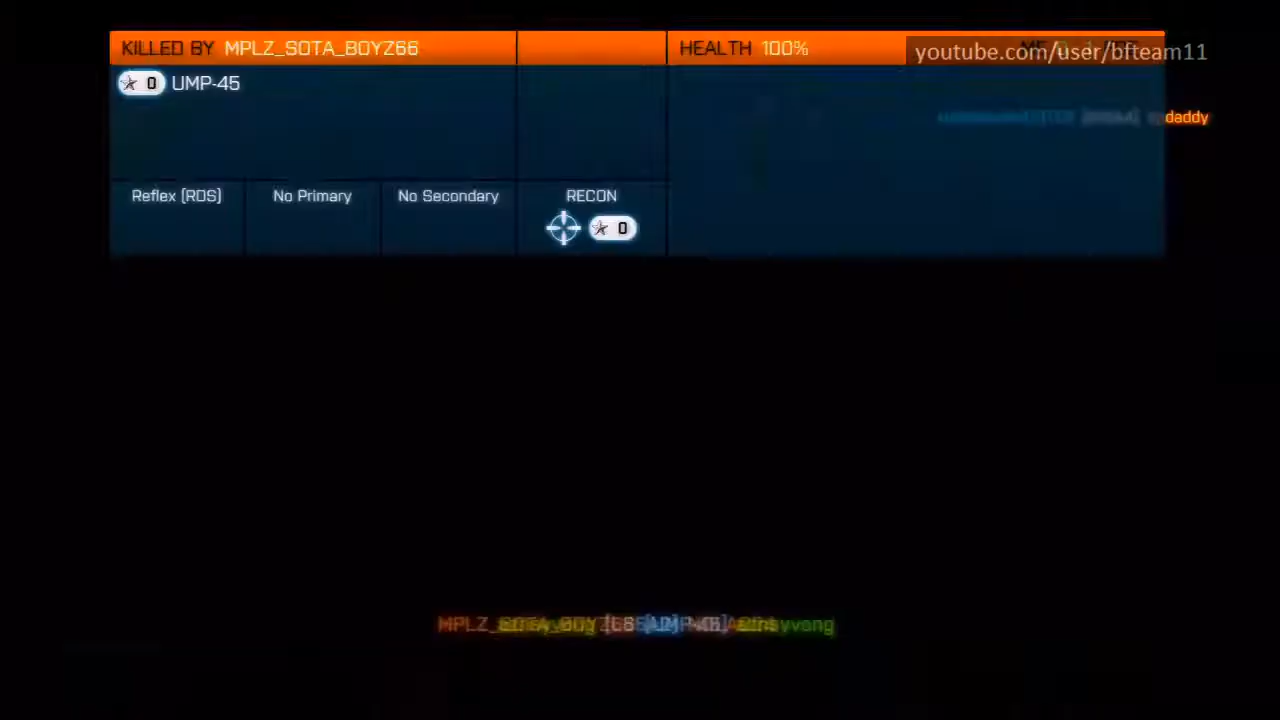 KILLED BY MPLZ_SOTA_BOYZ66 HEALTH 100%
youtube.com/user/bfteam11
0 UMP-45
daddy
Reflex [RDS] No Primary No Secondary RECON
0